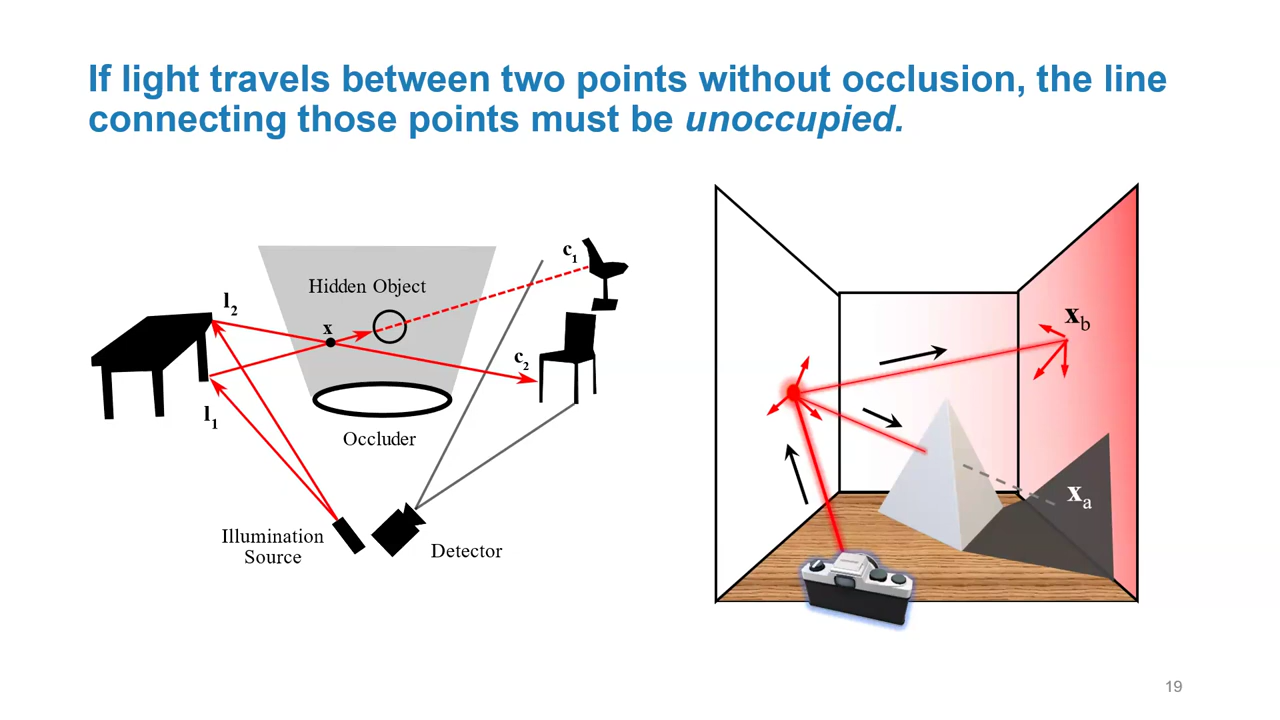 If light travels between two points without occlusion, the line
connecting those points must be unoccupied.
Hidden Object
Occluder
Illumination
Source
Detector
l2
l1
x
c1
c2
xb
xa
19